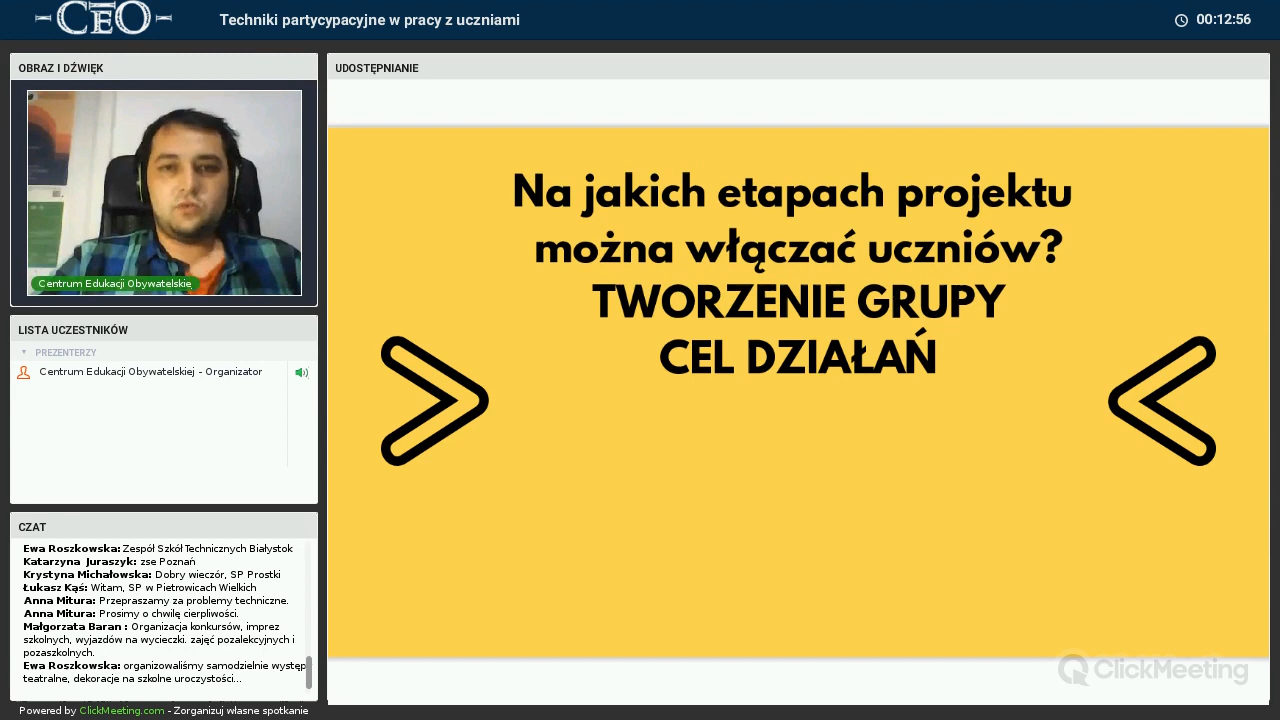 CEO
Techniki partycypacyjne w pracy z uczniami
00:12:56
OBRAZ I DŹWIĘK
Centrum Edukacji Obywatelskie
LISTA UCZESTNIKÓW
PREZENTERZY
Centrum Edukacji Obywatelskiej - Organizator
CZAT
Ewa Roszkowska: Zespół Szkół Technicznych Białystok
Katarzyna Juraszyk: zse Poznań
Krystyna Michałowska: Dobry wieczór, SP Prostki
Łukasz Kąś: Witam, SP w Pietrowicach Wielkich
Anna Mitura: Przepraszamy za problemy techniczne.
Anna Mitura: Prosimy o chwilę cierpliwości.
Małgorzata Baran : Organizacja konkursów, imprez
szkolnych, wyjazdów na wycieczki. zajęć pozalekcyjnych i
pozaszkolnych.
Ewa Roszkowska: organizowaliśmy samodzielnie występ
teatralne, dekoracje na szkolne uroczystości...
Powered by ClickMeeting.com - Zorganizuj własne spotkanie
UDOSTĘPNIANIE
Na jakich etapach projektu
można włączać uczniów?
TWORZENIE GRUPY
CEL DZIAŁAŃ
ClickMeeting